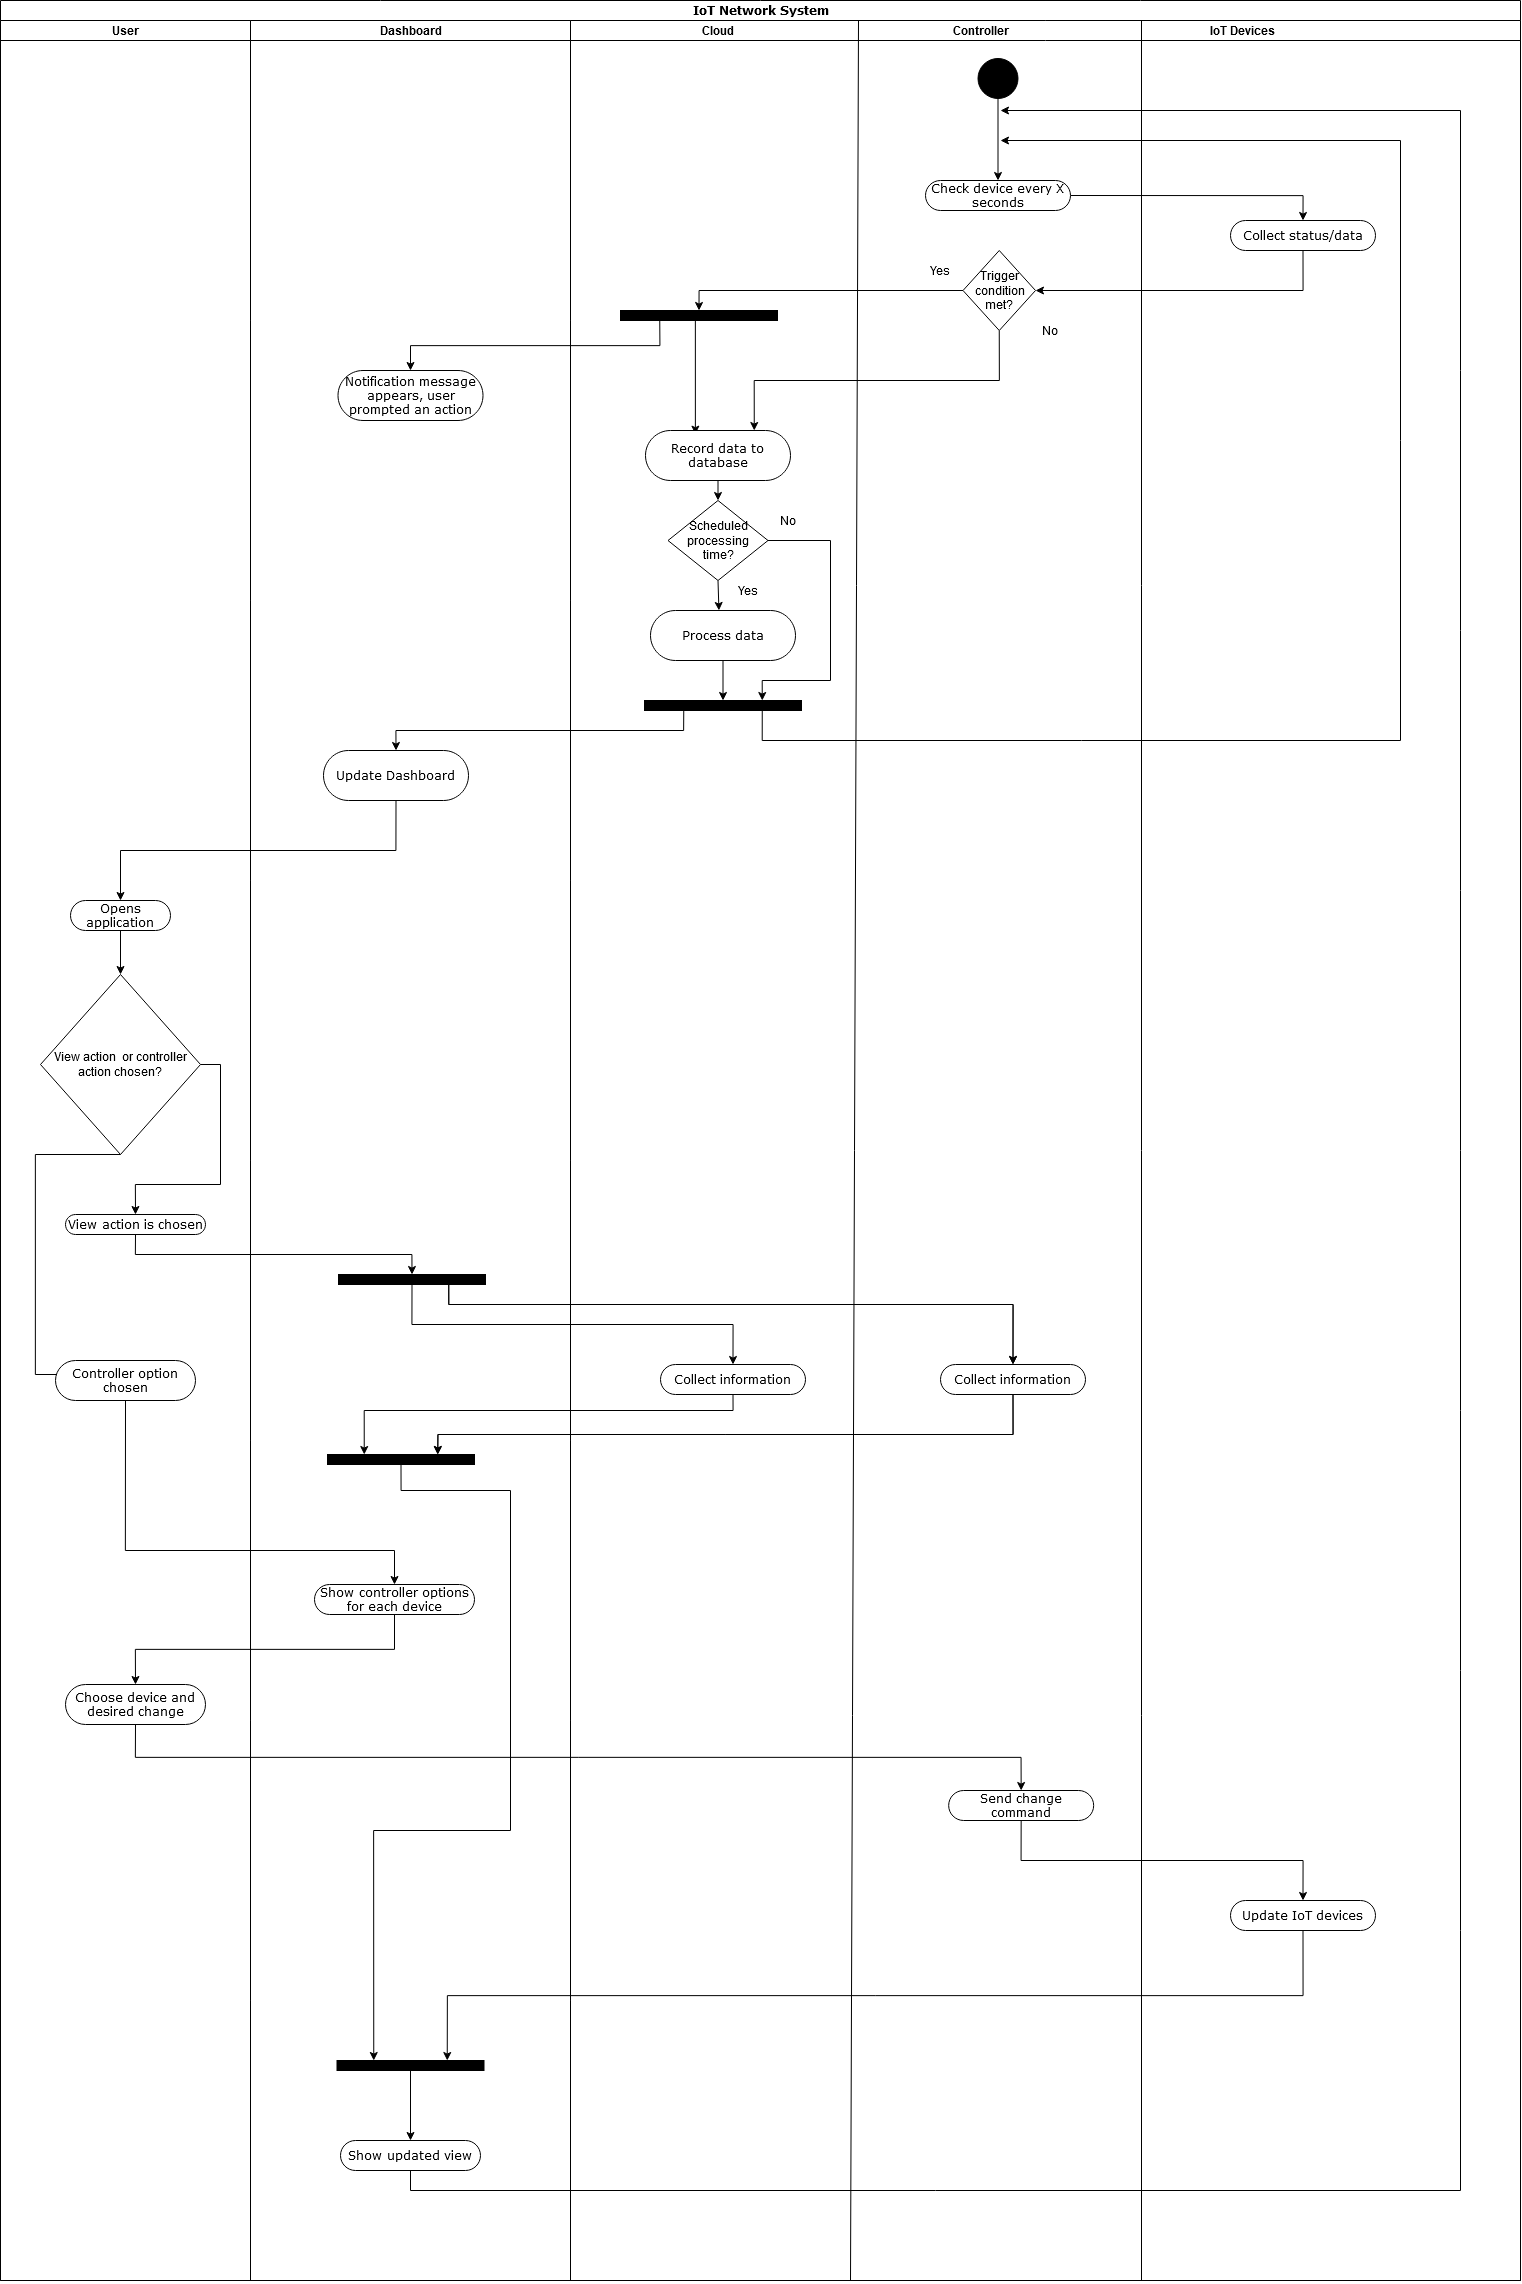 IoT Network System
User
Dashboard
Cloud
Controller
IoT Devices
Check device every X
seconds
Collect status/data
Yes
Trigger
condition
met?
No
Notification message
appears, user
prompted an action
Record data to
database
No
Scheduled
processing
time?
Yes
Process data
Update Dashboard
Opens
application
View action  or controller
action chosen?
View action is chosen
Controller option
chosen
Collect information
Collect information
Show controller options
for each device
Choose device and
desired change
Send change
command
Update IoT devices
Show updated view